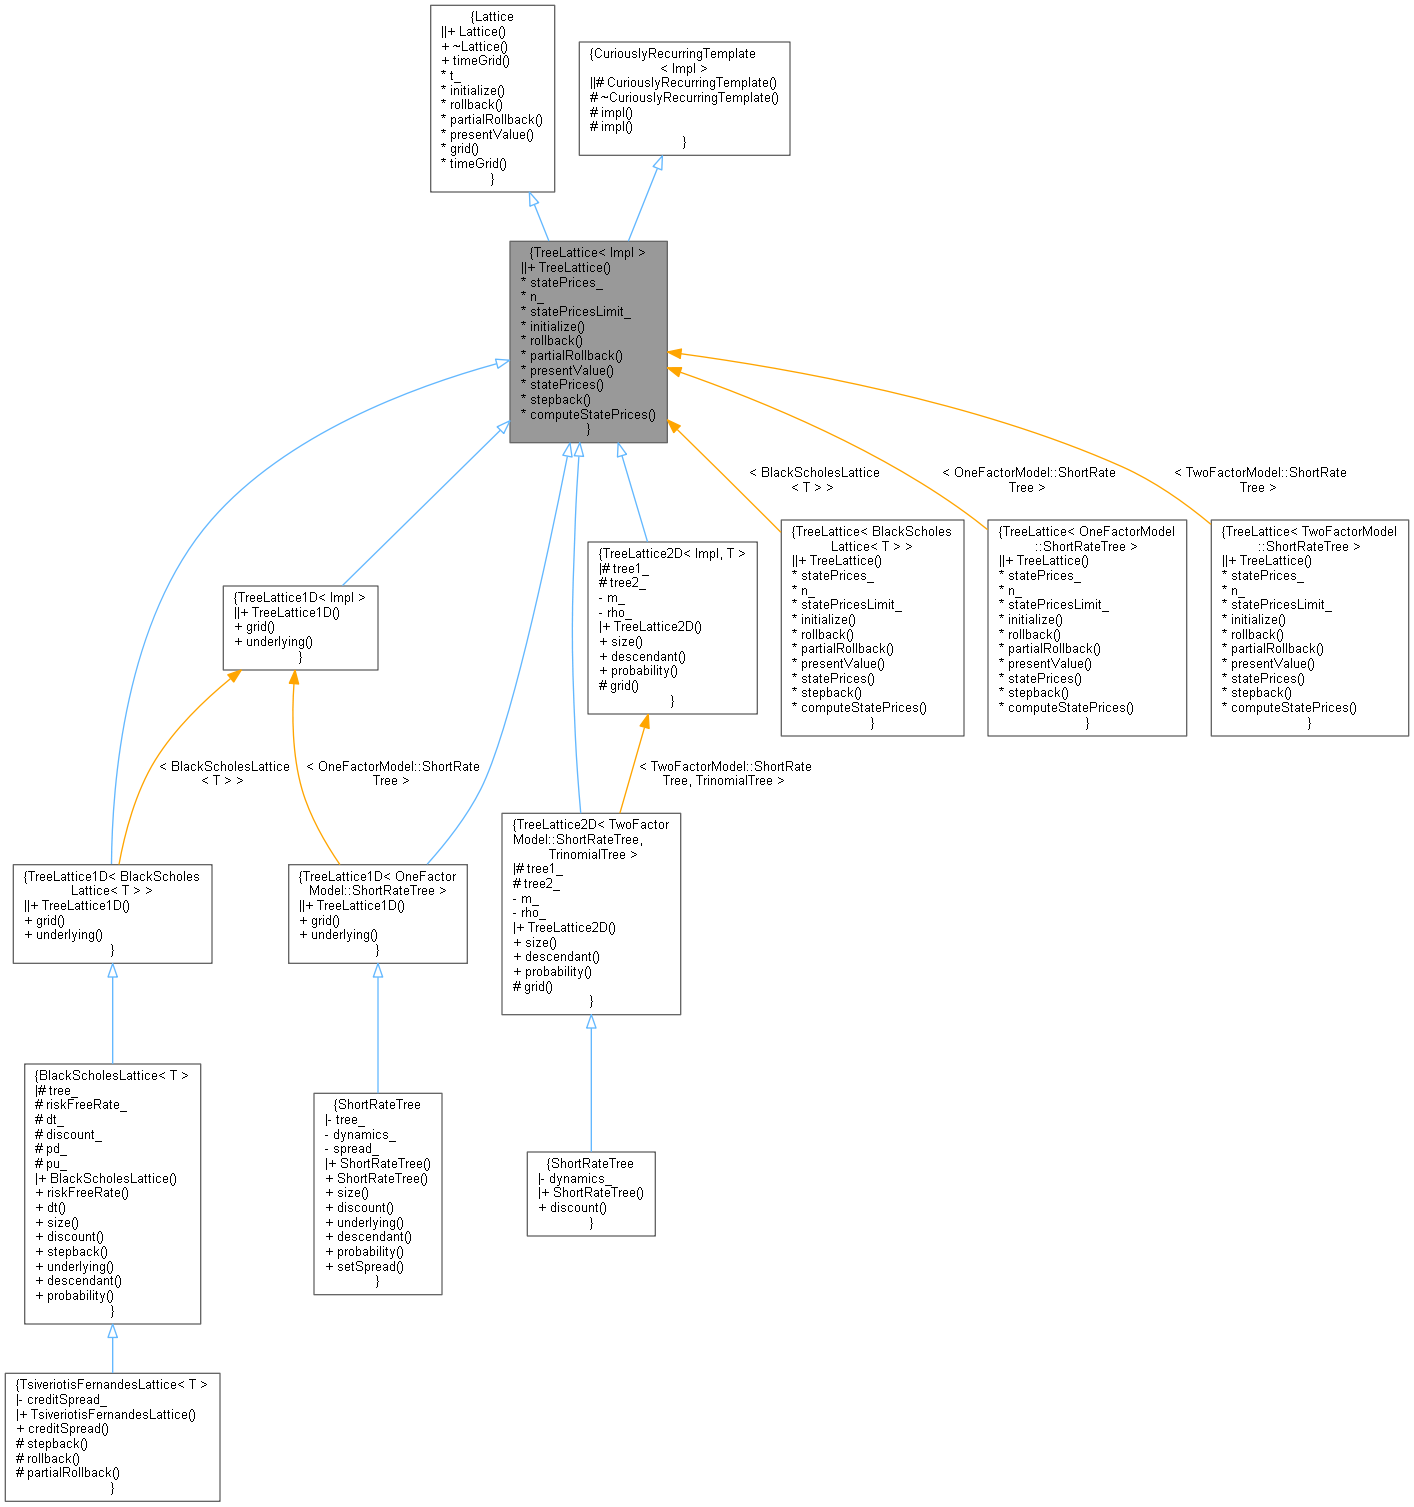 {Lattice
||+ Lattice()
+ ~Lattice()
+ timeGrid()
* t_
* initialize()
* rollback()
* partialRollback()
* presentValue()
* grid()
* timeGrid()
}
{CuriouslyRecurringTemplate
< Impl >
||# CuriouslyRecurringTemplate()
# ~CuriouslyRecurringTemplate()
# impl()
# impl()
}
{TreeLattice< Impl >
||+ TreeLattice()
* statePrices_
* n_
* statePricesLimit_
* initialize()
* rollback()
* partialRollback()
* presentValue()
* statePrices()
* stepback()
* computeStatePrices()
}
< BlackScholesLattice
< T > >
< OneFactorModel::ShortRate
Tree >
< TwoFactorModel::ShortRate
Tree >
{TreeLattice< BlackScholes
Lattice< T > >
||+ TreeLattice()
* statePrices_
* n_
* statePricesLimit_
* initialize()
* rollback()
* partialRollback()
* presentValue()
* statePrices()
* stepback()
* computeStatePrices()
}
{TreeLattice< OneFactorModel
::ShortRateTree >
||+ TreeLattice()
* statePrices_
* n_
* statePricesLimit_
* initialize()
* rollback()
* partialRollback()
* presentValue()
* statePrices()
* stepback()
* computeStatePrices()
}
{TreeLattice< TwoFactorModel
::ShortRateTree >
||+ TreeLattice()
* statePrices_
* n_
* statePricesLimit_
* initialize()
* rollback()
* partialRollback()
* presentValue()
* statePrices()
* stepback()
* computeStatePrices()
}
{TreeLattice2D< Impl, T >
|# tree1_
# tree2_
- m_
- rho_
|+ TreeLattice2D()
+ size()
+ descendant()
+ probability()
# grid()
}
{TreeLattice1D< Impl >
||+ TreeLattice1D()
+ grid()
+ underlying()
}
< BlackScholesLattice
< T > >
< OneFactorModel::ShortRate
Tree >
< TwoFactorModel::ShortRate
Tree, TrinomialTree >
{TreeLattice1D< BlackScholes
Lattice< T > >
||+ TreeLattice1D()
+ grid()
+ underlying()
}
{TreeLattice1D< OneFactor
Model::ShortRateTree >
||+ TreeLattice1D()
+ grid()
+ underlying()
}
{TreeLattice2D< TwoFactor
Model::ShortRateTree,
TrinomialTree >
|# tree1_
# tree2_
- m_
- rho_
|+ TreeLattice2D()
+ size()
+ descendant()
+ probability()
# grid()
}
{BlackScholesLattice< T >
|# tree_
# riskFreeRate_
# dt_
# discount_
# pd_
# pu_
|+ BlackScholesLattice()
+ riskFreeRate()
+ dt()
+ size()
+ discount()
+ stepback()
+ underlying()
+ descendant()
+ probability()
}
{ShortRateTree
|- tree_
- dynamics_
- spread_
|+ ShortRateTree()
+ ShortRateTree()
+ size()
+ discount()
+ underlying()
+ descendant()
+ probability()
+ setSpread()
}
{ShortRateTree
|- dynamics_
|+ ShortRateTree()
+ discount()
}
{TsiveriotisFernandesLattice< T >
|- creditSpread_
|+ TsiveriotisFernandesLattice()
+ creditSpread()
# stepback()
# rollback()
# partialRollback()
}